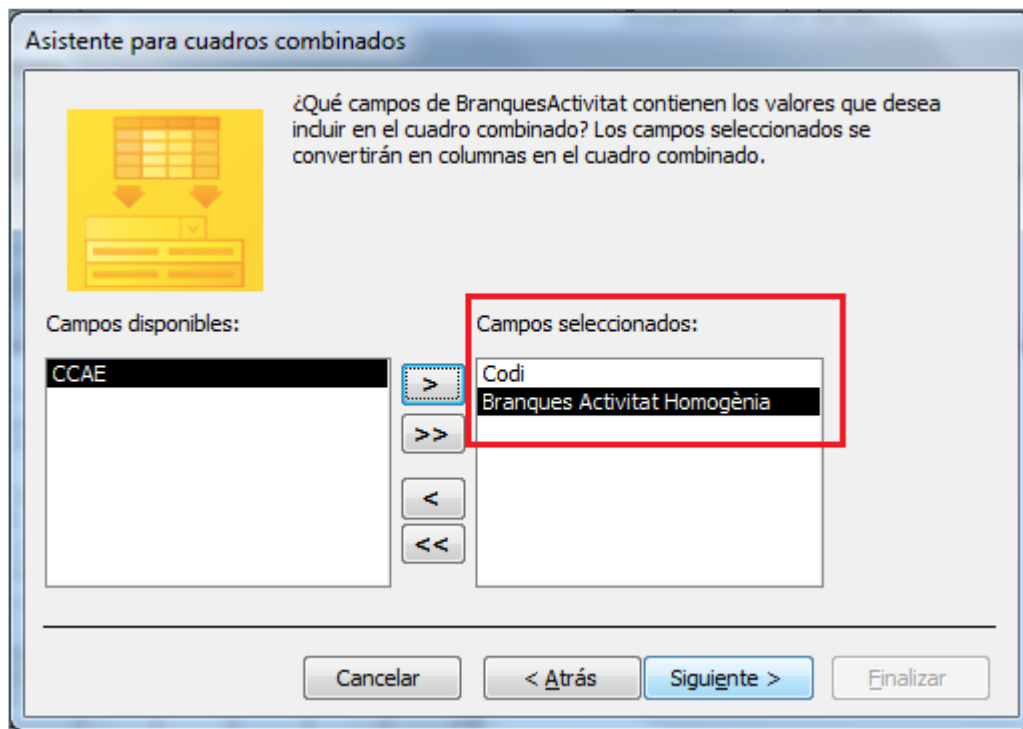 Asistente para cuadros combinados
¿Qué campos de BranquesActivitat contienen los valores que desea
incluir en el cuadro combinado? Los campos seleccionados se
convertirán en columnas en el cuadro combinado.
Campos disponibles:
Campos seleccionados:
CCAE
>
Codi
Branques Activitat Homogènia
>>
<
<<
Cancelar
< Atrás
Siguiente >
Finalizar